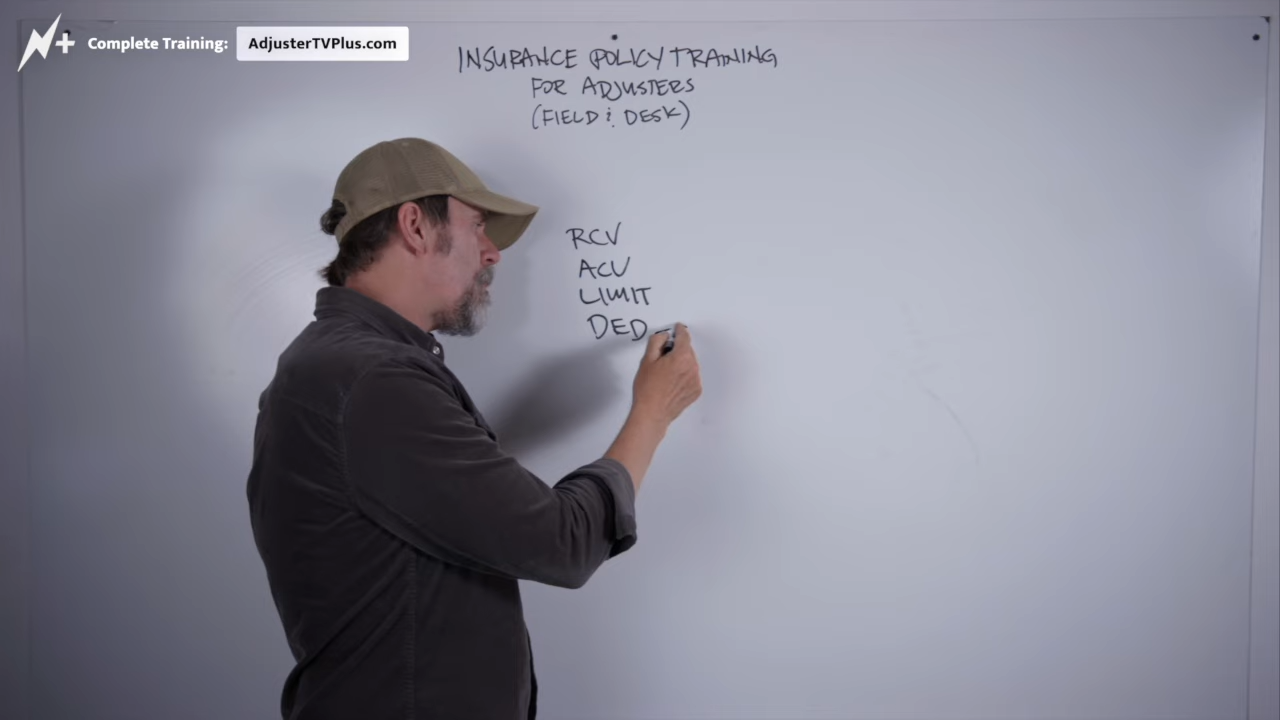 Complete Training: AdjusterTVPlus.com
INSURANCE POLICY TRAINING
FOR ADJUSTERS
(FIELD & DESK)
RCV
ACV
LIMIT
DED -